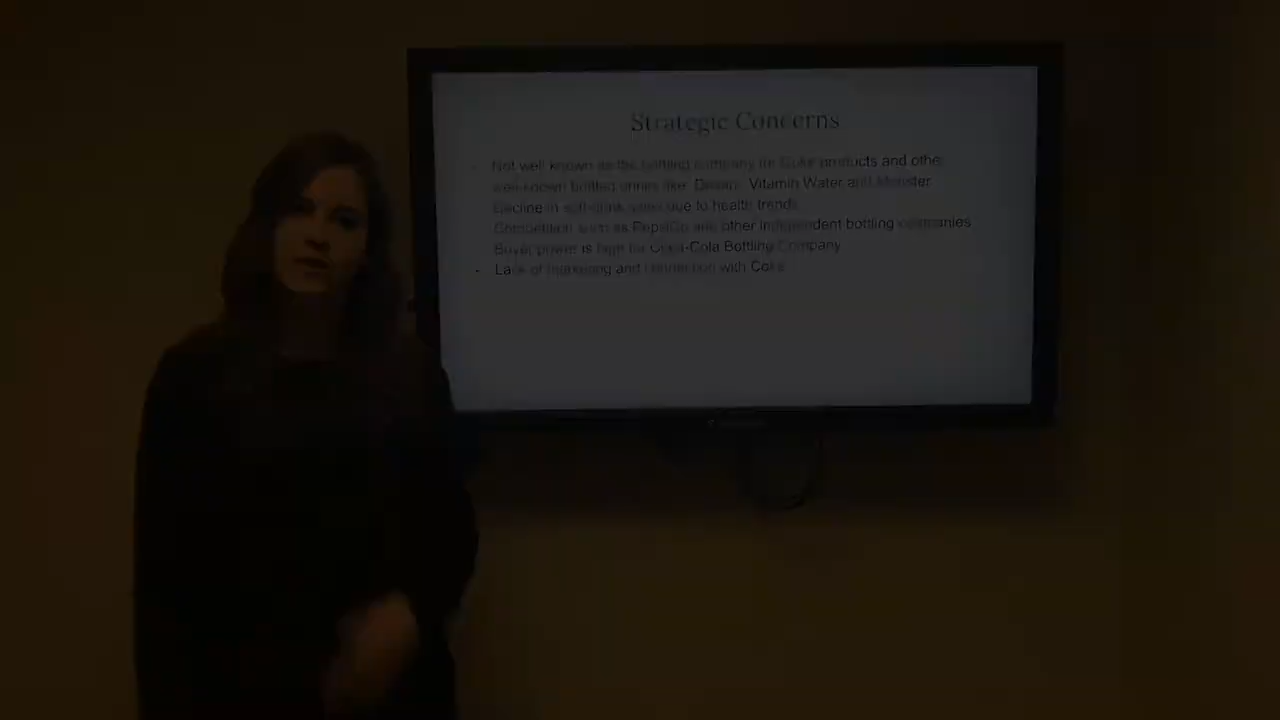 Strategic Concerns
Not well known as the bottling company for Coke products and other
well-known bottled drinks like: Dasani, Vitamin Water and Monster
Decline in soft-drink sales due to health trends
Competition such as PepsiCo and other independent bottling companies
Buyer power is high for Coca-Cola Bottling Company
- Lack of marketing and with Coke